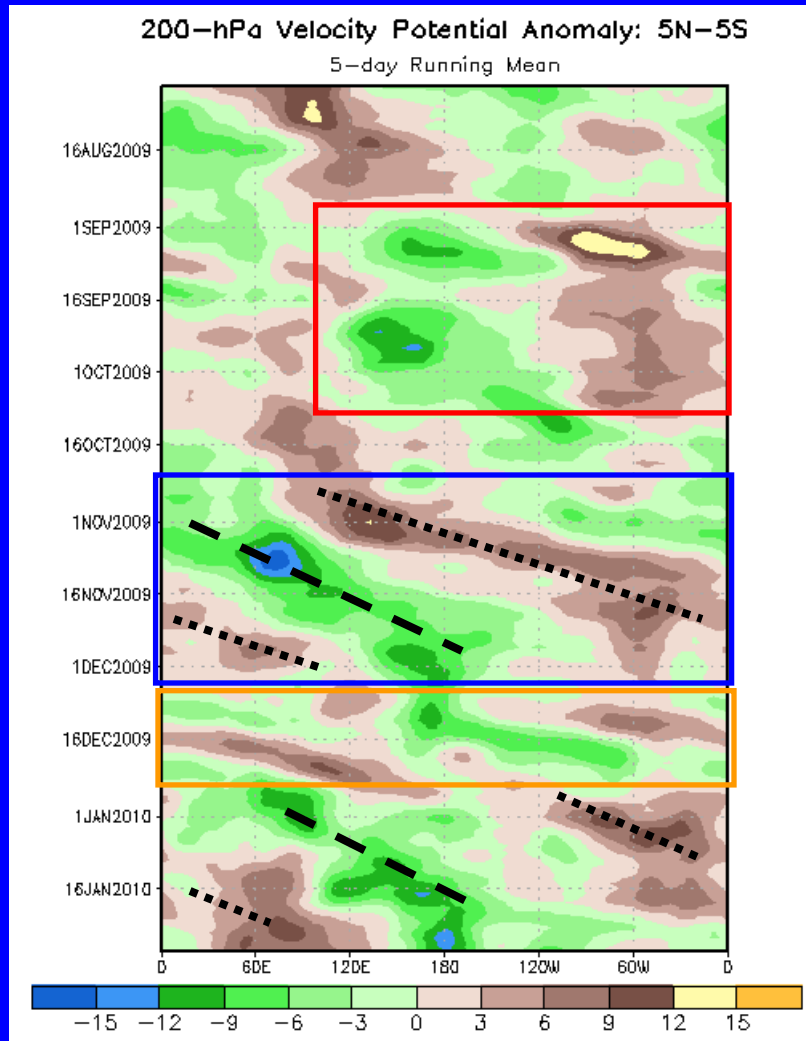 200-hPa Velocity Potential Anomaly: 5N-5S
5-day Running Mean
16AUG2009
1SEP2009
16SEP2009
1OCT2009
16OCT2009
1NOV2009
16NOV2009
1DEC2009
16DEC2009
1JAN2010
16JAN2010
0 60E 120E 180 120W 60W 0
-15 -12 -9 -6 -3 0 3 6 9 12 15